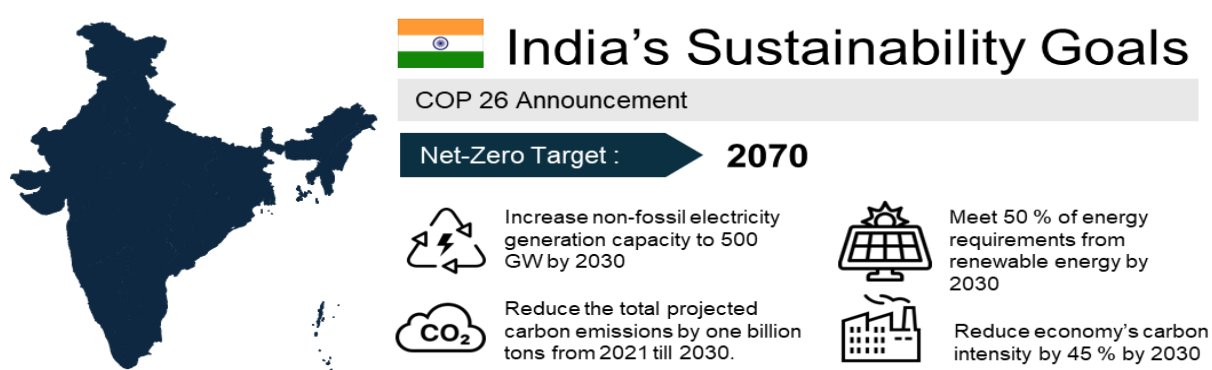 India's Sustainability Goals
COP 26 Announcement
Net-Zero Target :
2070
Increase non-fossil electricity
generation capacity to 500
GW by 2030
Meet 50 % of energy
requirements from
renewable energy by
2030
CO₂
Reduce the total projected
carbon emissions by one billion
tons from 2021 till 2030.
Reduce economy's carbon
intensity by 45 % by 2030